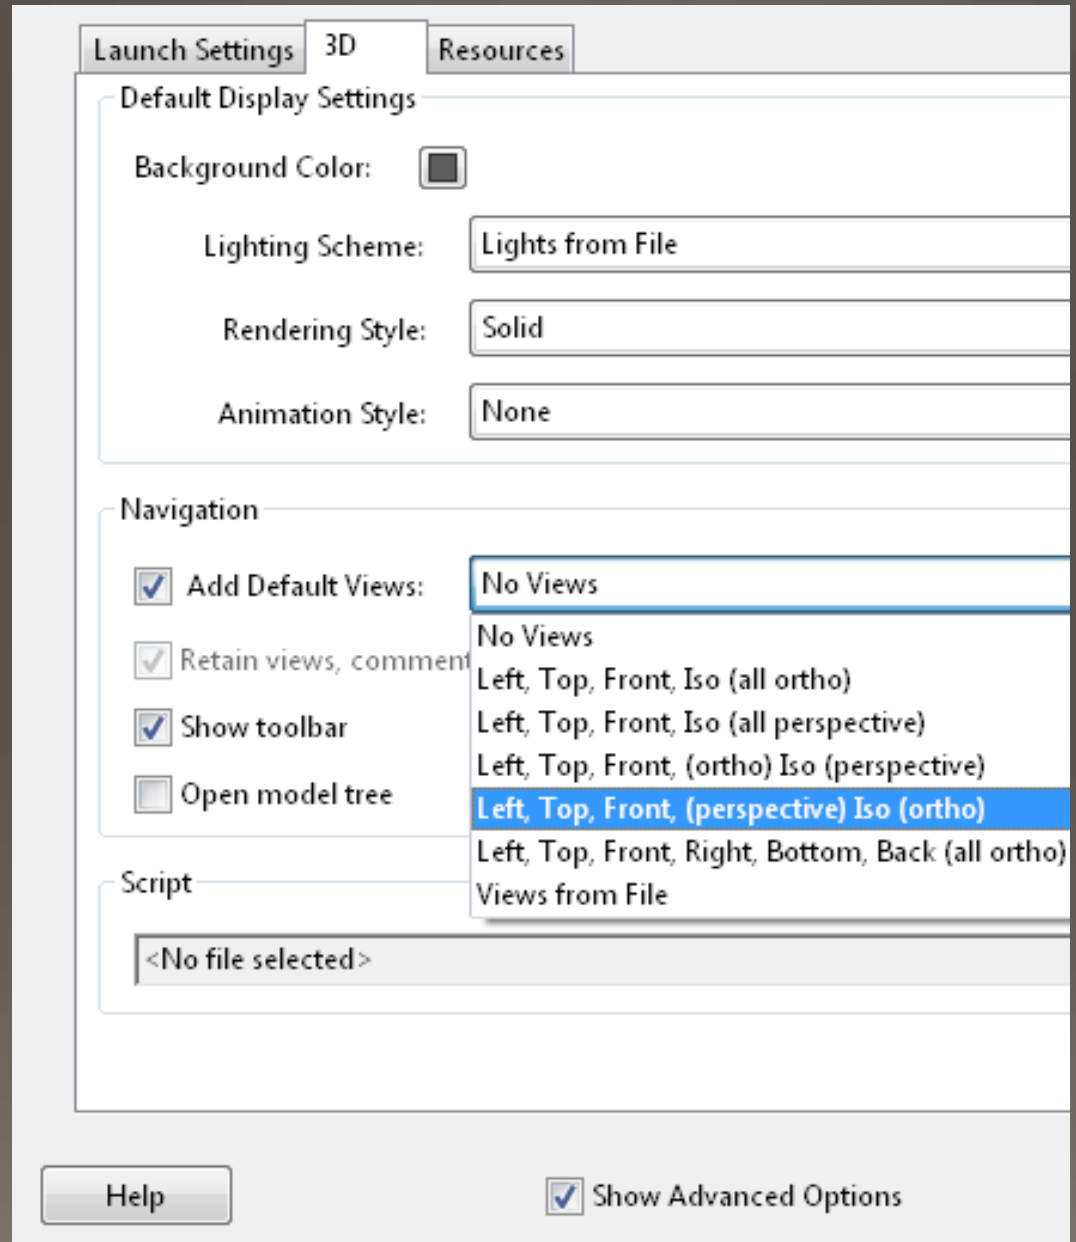 Launch Settings 3D Resources
Default Display Settings
Background Color:
Lighting Scheme: Lights from File
Rendering Style: Solid
Animation Style: None
Navigation
Add Default Views: No Views
No Views
Retain views, comment
Left, Top, Front, Iso (all ortho)
Left, Top, Front, Iso (all perspective)
Show toolbar
Left, Top, Front, (ortho) Iso (perspective)
Open model tree
Left, Top, Front, (perspective) Iso (ortho)
Left, Top, Front, Right, Bottom, Back (all ortho)
Views from File
Script
<No file selected>
Help Show Advanced Options